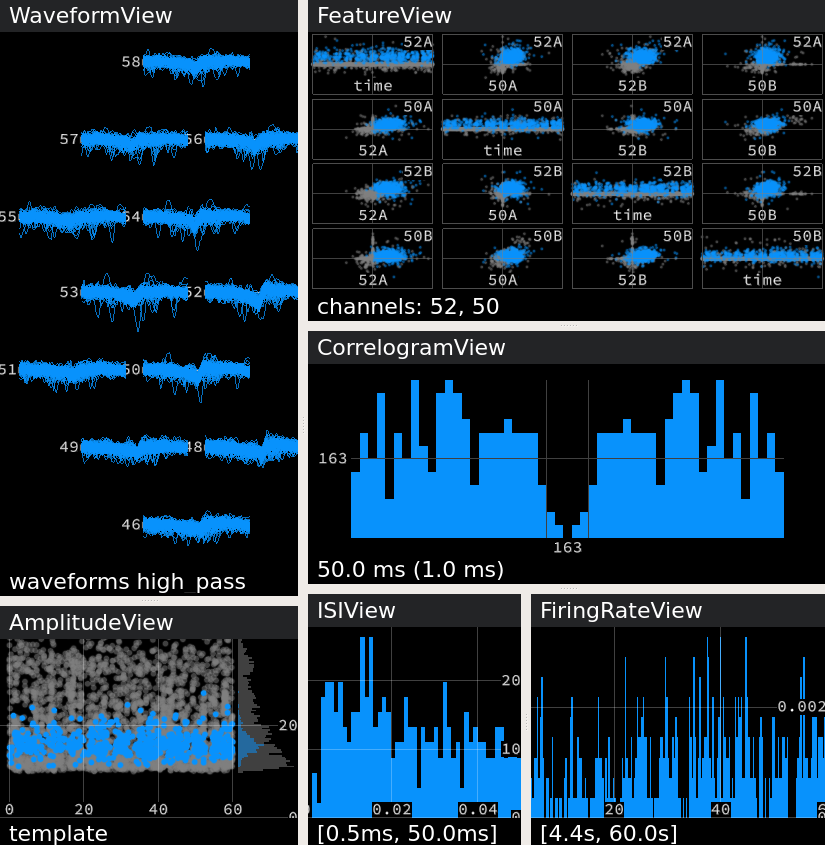 WaveformView
58
57 56
55 54
53 52
51 50
49 48
46
waveforms high_pass
FeatureView
52A 52A 52A 52A
time 50A 52B 50B
50A 50A 50A 50A
52A time 52B 50B
52B 52B 52B 52B
52A 50A time 50B
50B 50B 50B 50B
52A 50A 52B time
channels: 52, 50
CorrelogramView
163
163
50.0 ms (1.0 ms)
AmplitudeView
20
0 20 40 60
template
ISIView
20
10
0.02 0.04
[0.5ms, 50.0ms]
FiringRateView
0.002
20 40
[4.4s, 60.0s]